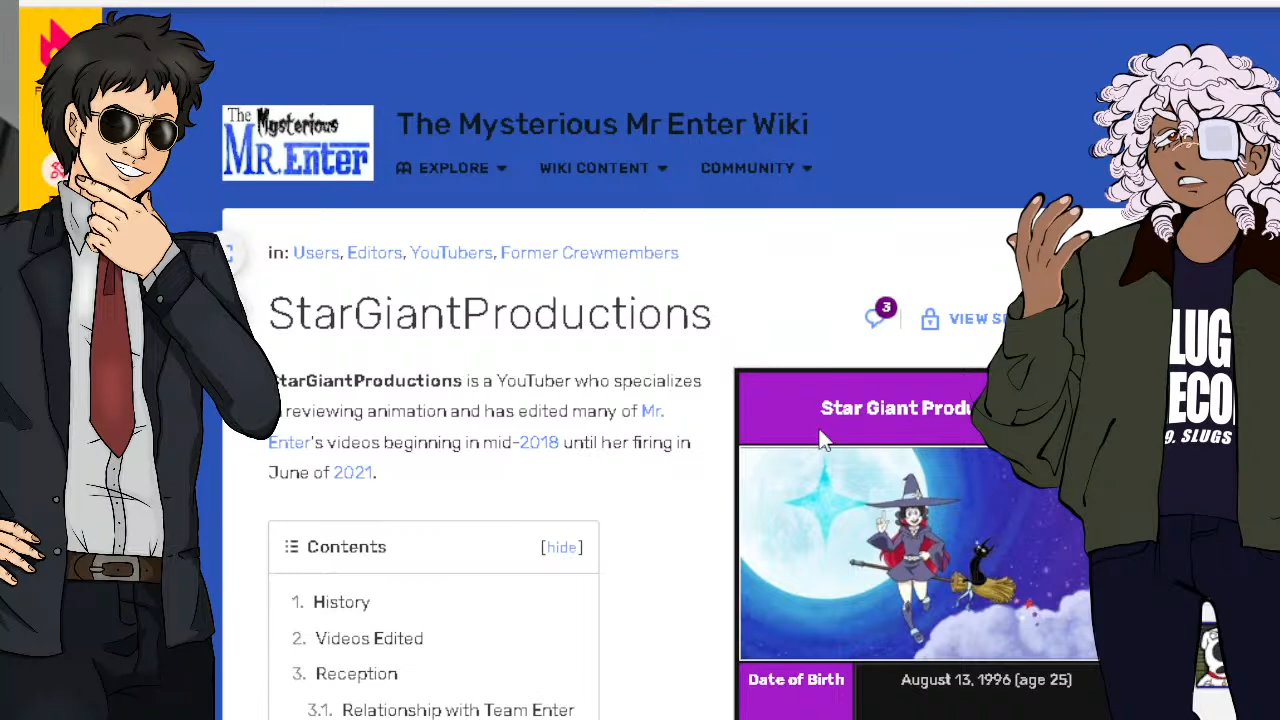 The Mysterious
Mr. Enter
The Mysterious Mr Enter Wiki
EXPLORE WIKI CONTENT COMMUNITY
in: Users, Editors, YouTubers, Former Crewmembers
StarGiantProductions
3
VIEW S
tarGiantProductions is a YouTuber who specializes
reviewing animation and has edited many of Mr.
Enter's videos beginning in mid-2018 until her firing in
June of 2021.
Contents [hide]
1. History
2. Videos Edited
3. Reception
3.1. Relationship with Team Enter
Star Giant Produ
Date of Birth August 13, 1996 (age 25)
LUG
ECO
9. SLUGS